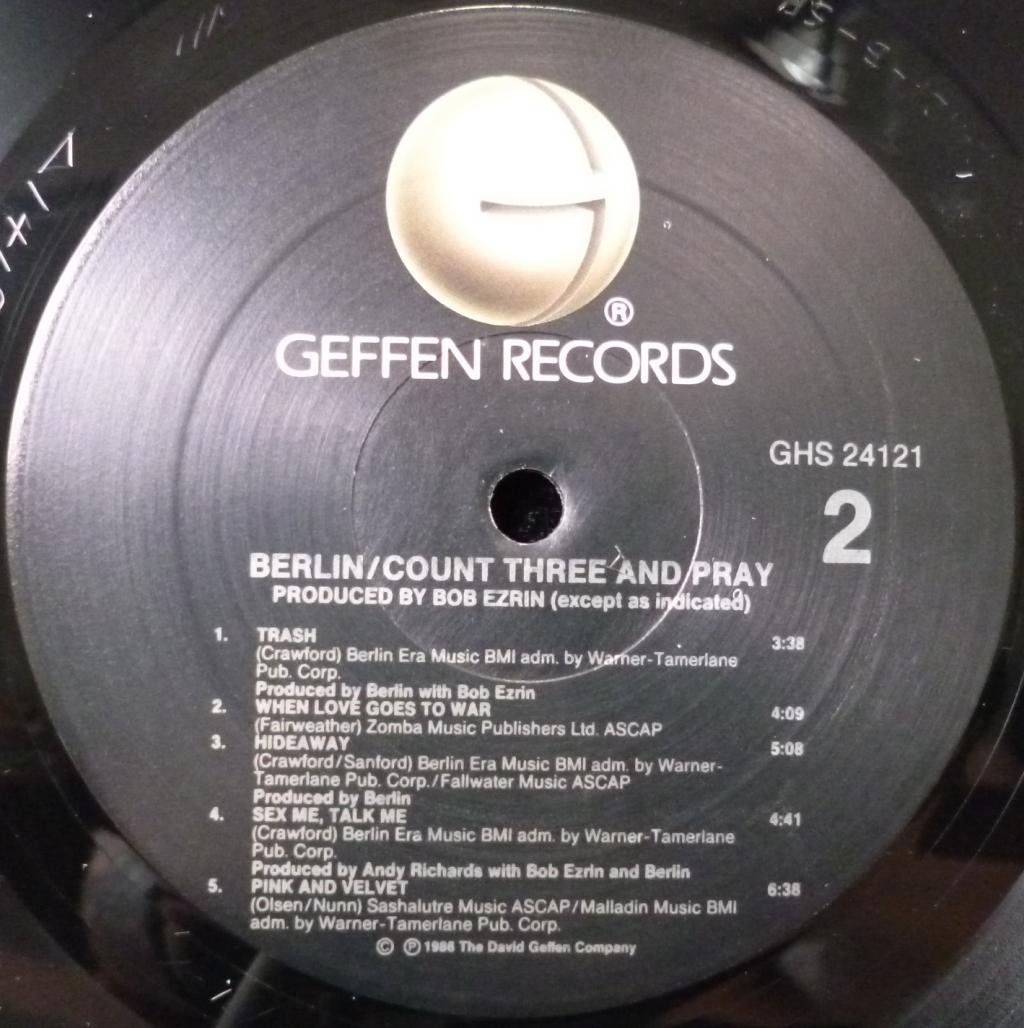 ®
GEFFEN RECORDS
GHS 24121
2
BERLIN/COUNT THREE AND PRAY
PRODUCED BY BOB EZRIN (except as indicated)
1. TRASH 3:38
(Crawford) Berlin Era Music BMI adm. by Warner-Tamerlane
Pub. Corp.
Produced by Berlin with Bob Ezrin
2. WHEN LOVE GOES TO WAR 4:09
(Fairweather) Zomba Music Publishers Ltd. ASCAP
3. HIDEAWAY 5:08
(Crawford/Sanford) Berlin Era Music BMI adm. by Warner-
Tamerlane Pub. Corp./Fallwater Music ASCAP
Produced by Berlin
4. SEX ME, TALK ME 4:41
(Crawford) Berlin Era Music BMI adm. by Warner-Tamerlane
Pub. Corp.
Produced by Andy Richards with Bob Ezrin and Berlin
5. PINK AND VELVET 6:38
(Olsen/Nunn) Sashalutre Music ASCAP/Malladin Music BMI
adm. by Warner-Tamerlane Pub. Corp.
© ℗ 1986 The David Geffen Company